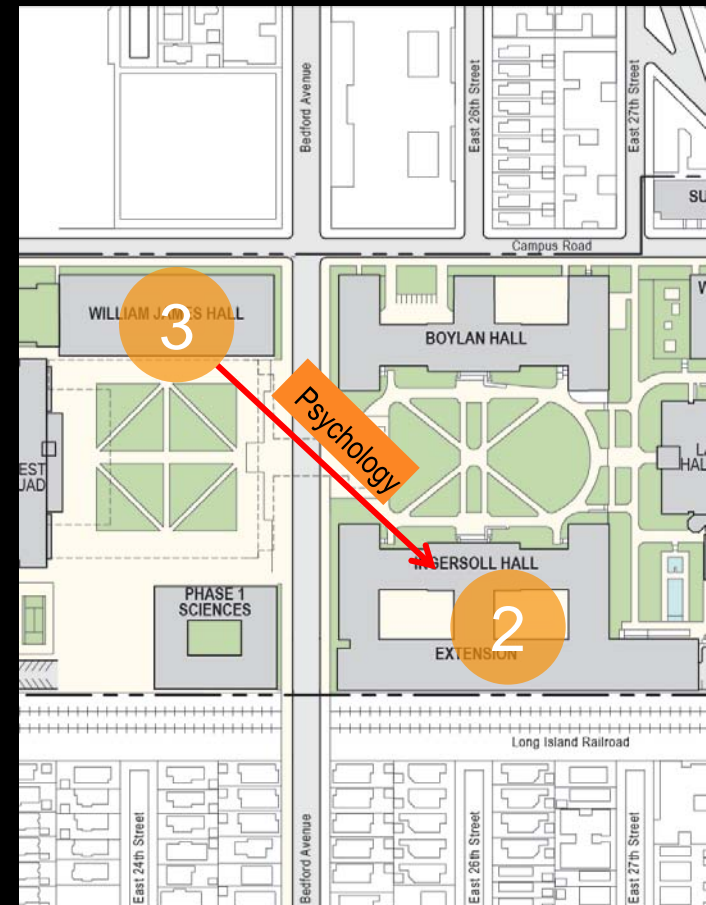 Bedford Avenue
East 26th Street
East 27th Street
SU
Campus Road
WILLIAM JAMES HALL
3
BOYLAN HALL
W
Psychology
EST
UAD
LA
HAL
INGERSOLL HALL
2
EXTENSION
PHASE 1
SCIENCES
Long Island Railroad
East 24th Street
Bedford Avenue
East 26th Street
East 27th Street